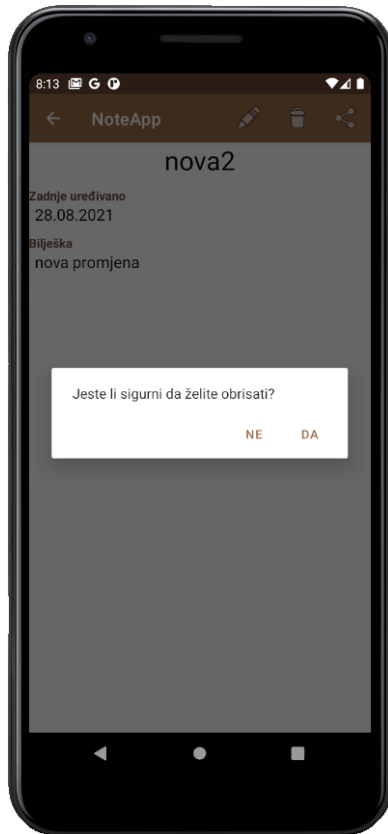 8:13
NoteApp
nova2
Zadnje uređivano
28.08.2021
Bilješka
nova promjena
Jeste li sigurni da želite obrisati?
NE DA